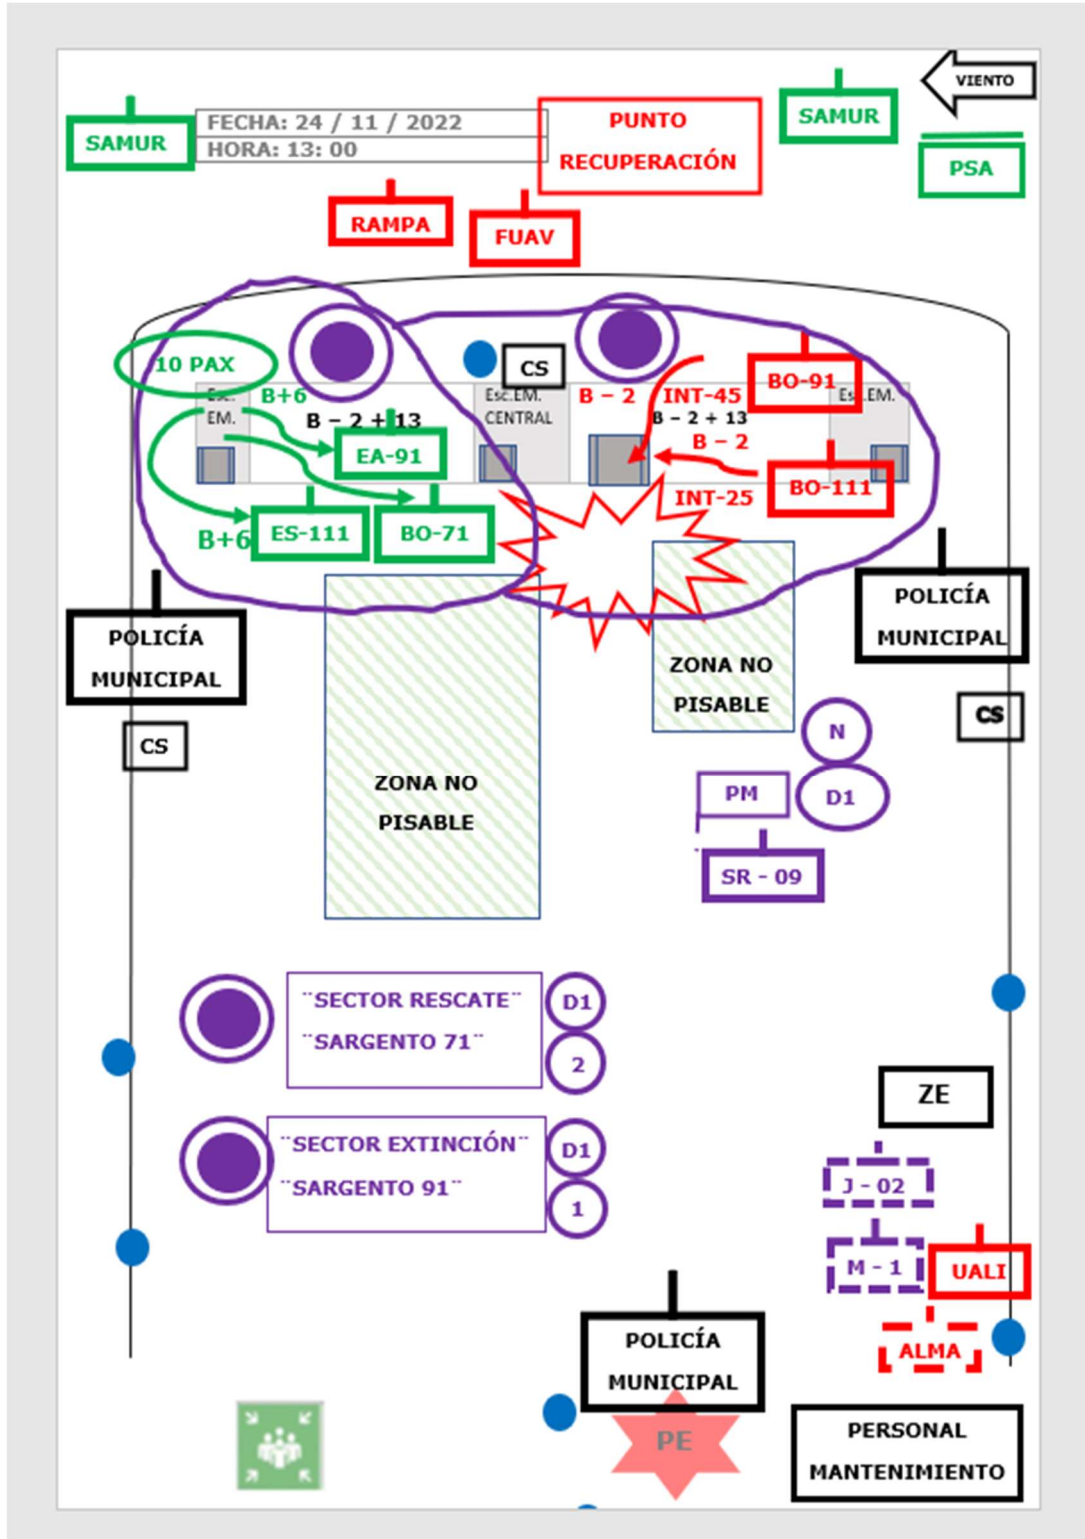 VIENTO
SAMUR
FECHA: 24 / 11 / 2022
HORA: 13: 00
PUNTO
RECUPERACIÓN
SAMUR
PSA
RAMPA
FUAV
10 PAX
CS
BO-91
Esc.
EM.
B+6
B - 2 + 13
Esc.EM.
CENTRAL
B - 2
INT-45
B - 2 + 13
B - 2
EM.
EA-91
BO-111
INT-25
B+6
ES-111
BO-71
POLICÍA
MUNICIPAL
POLICÍA
MUNICIPAL
CS
CS
ZONA NO
PISABLE
ZONA NO
PISABLE
N
PM
D1
SR - 09
¨SECTOR RESCATE¨
¨SARGENTO 71¨
D1
2
¨SECTOR EXTINCIÓN¨
¨SARGENTO 91¨
D1
1
ZE
J - 02
M - 1
UALI
ALMA
POLICÍA
MUNICIPAL
PE
PERSONAL
MANTENIMIENTO